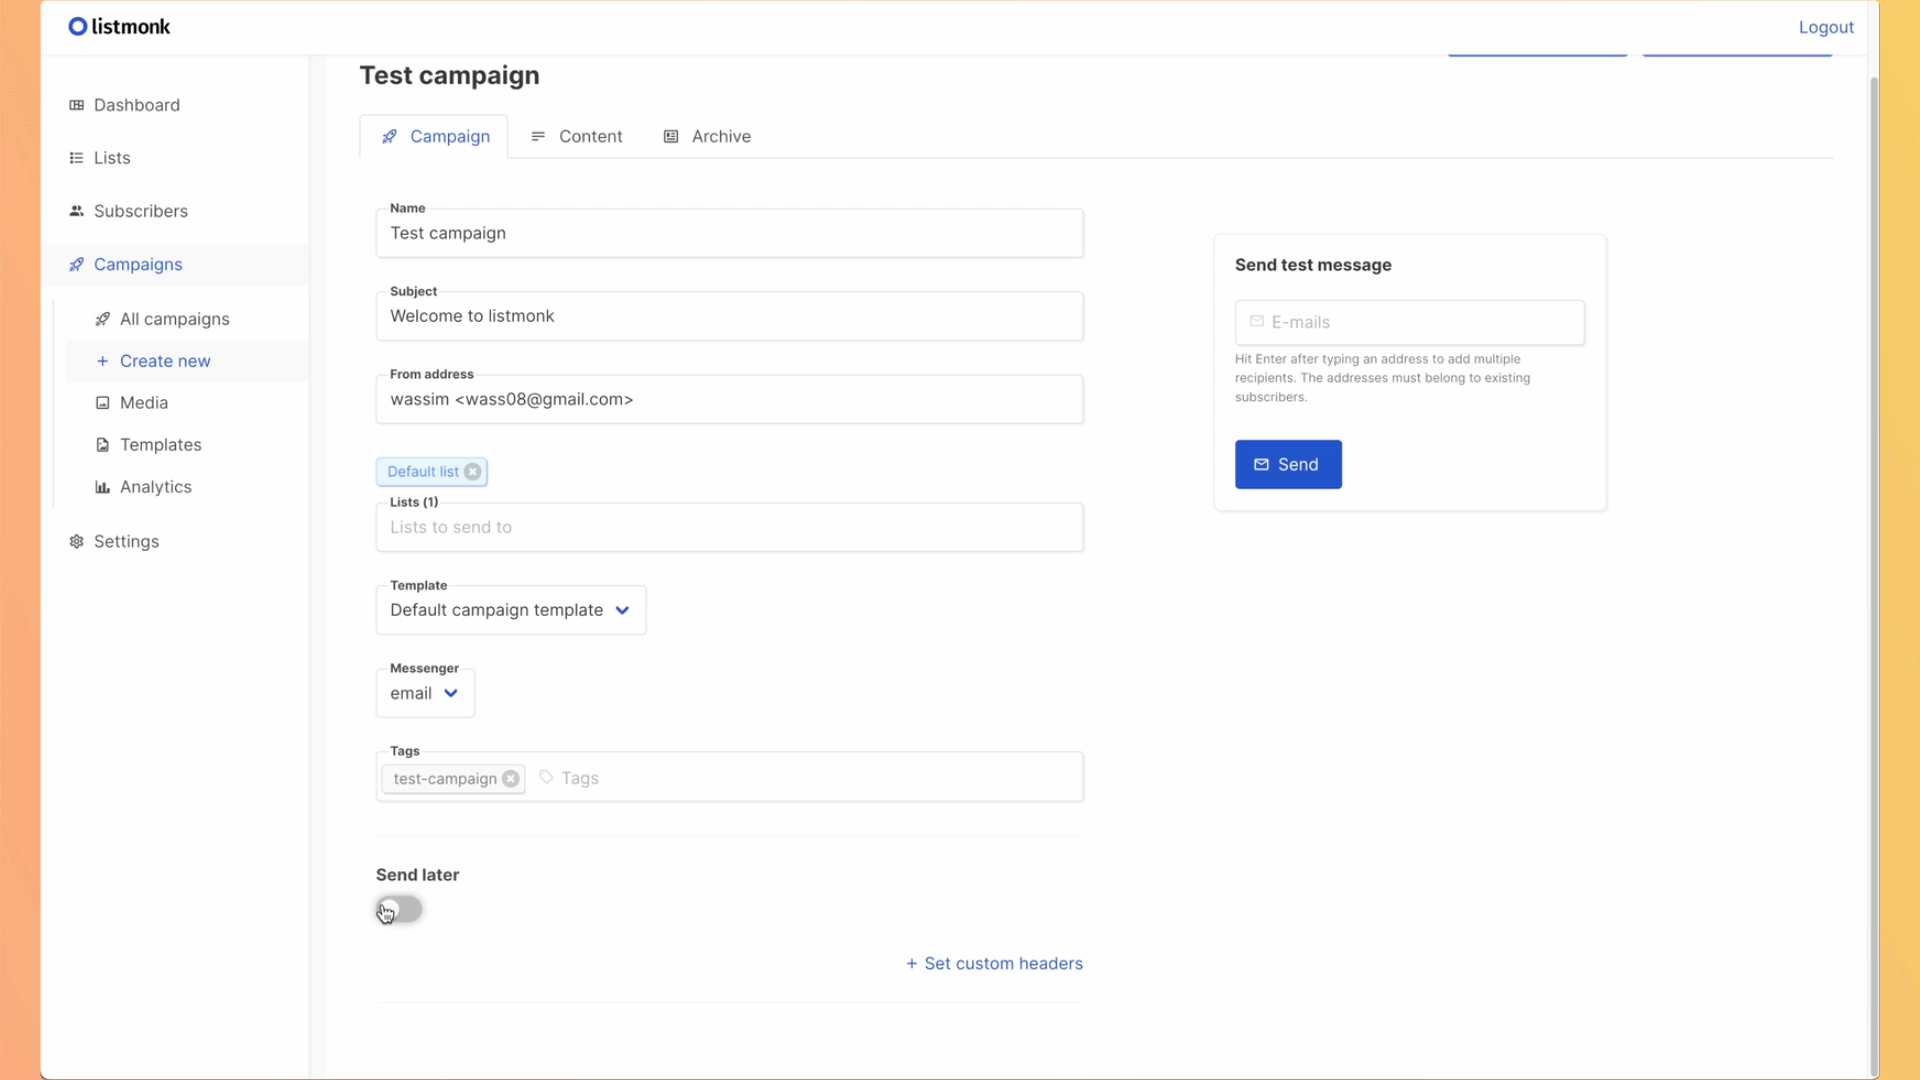 listmonk
Logout
Dashboard
Lists
Subscribers
Campaigns
All campaigns
+ Create new
Media
Templates
Analytics
Settings
Test campaign
Campaign
Content
Archive
Name
Test campaign
Subject
Welcome to listmonk
From address
wassim <wass08@gmail.com>
Default list
Lists (1)
Lists to send to
Template
Default campaign template
Messenger
email
Tags
test-campaign Tags
Send later
+ Set custom headers
Send test message
E-mails
Hit Enter after typing an address to add multiple
recipients. The addresses must belong to existing
subscribers.
Send